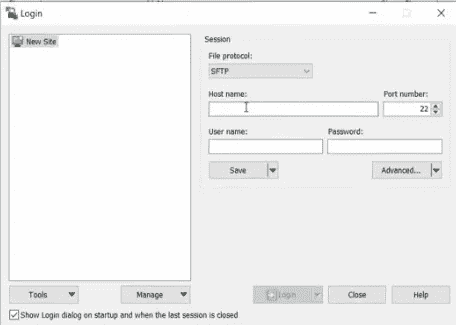 Login
New Site
Session
File protocol:
SFTP
Host name:
Port number:
22
User name:
Password:
Save
Advanced...
Tools
Manage
Login
Close
Help
Show Login dialog on startup and when the last session is closed